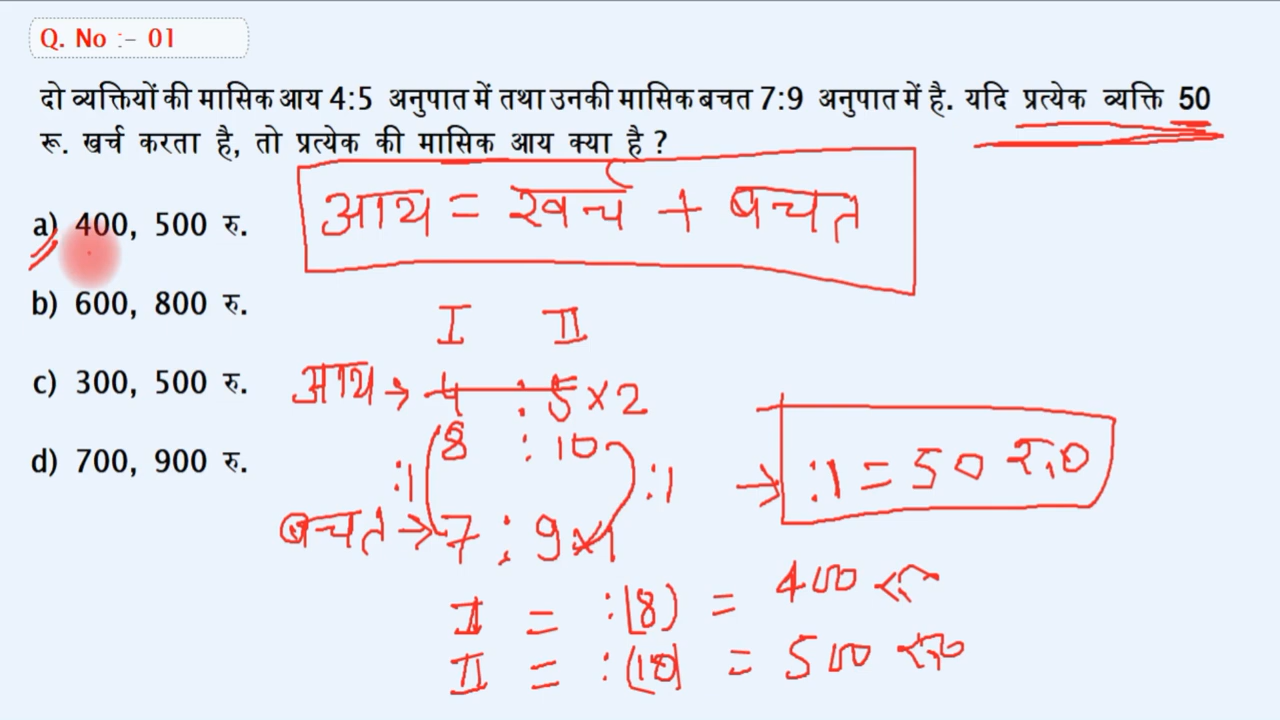 Q. No :- 01
दो व्यक्तियों की मासिक आय 4:5 अनुपात में तथा उनकी मासिक बचत 7:9 अनुपात में है. यदि प्रत्येक व्यक्ति 50
रू. खर्च करता है, तो प्रत्येक की मासिक आय क्या है ?
आय = खर्च + बचत
a) 400, 500 रु.
b) 600, 800 रु.
c) 300, 500 रु.
d) 700, 900 रु.
I II
आय → 4 : 5 × 2
8 : 10
:1 :1
बचत → 7 : 9 × 1
→ :1 = 50 रु०
I = :(8) = 400 रु
II = :(10) = 500 रु०